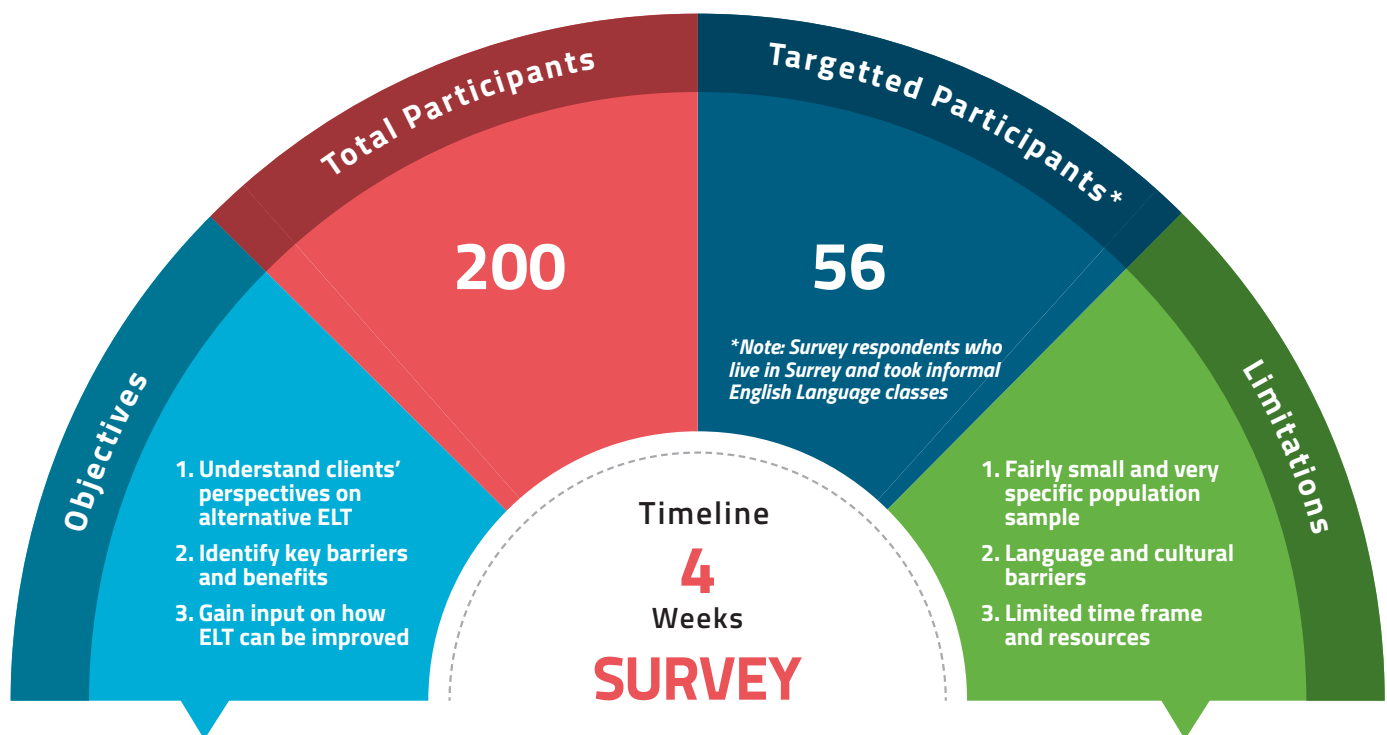 Objectives
1. Understand clients’
perspectives on
alternative ELT
2. Identify key barriers
and benefits
3. Gain input on how
ELT can be improved
Total Participants
200
Targetted Participants*
56
*Note: Survey respondents who
live in Surrey and took informal
English Language classes
Limitations
1. Fairly small and very
specific population
sample
2. Language and cultural
barriers
3. Limited time frame
and resources
Timeline
4
Weeks
SURVEY